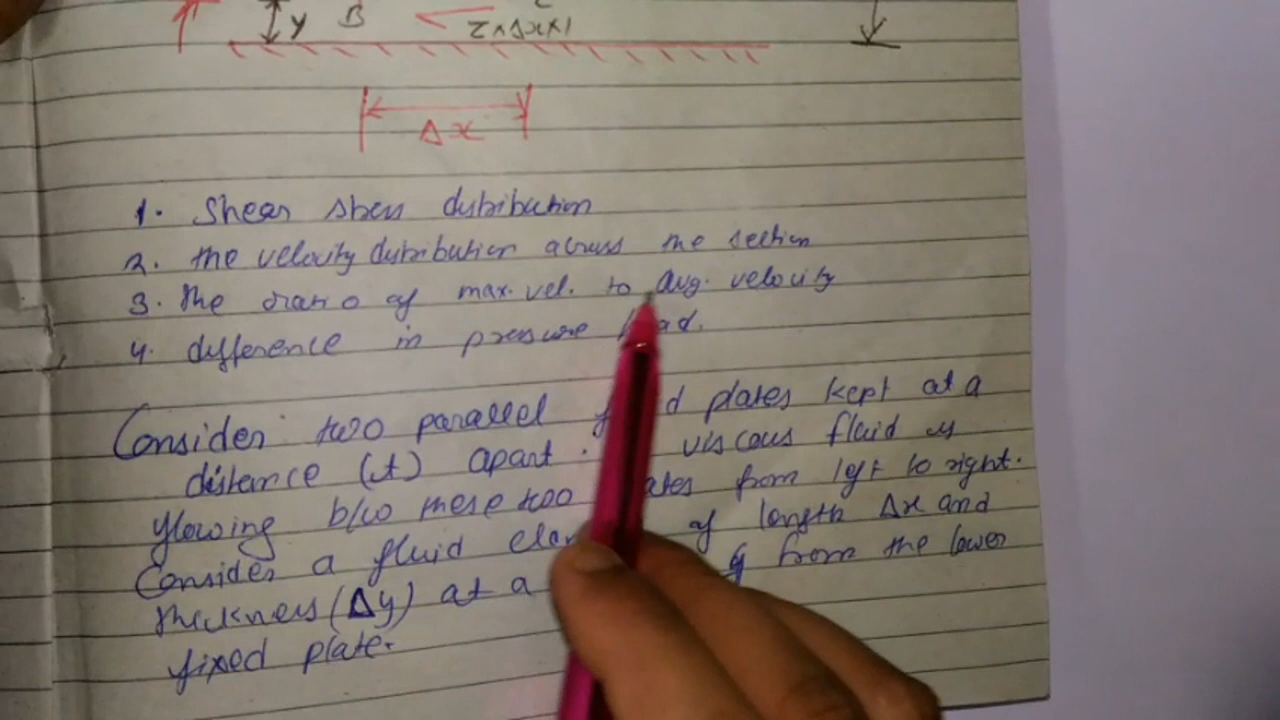 y B τ×Δx×1
Δx
1. Shear stress distribution
2. the velocity distribution across the section
3. The ratio of max. vel. to avg. velocity
4. difference in pressure
Consider two parallel plates kept at a
distance (t) apart. viscous fluid is
flowing b/w these two from left to right.
Consider a fluid of length Δx and
thickness (Δy) at a y from the lower
fixed plate.